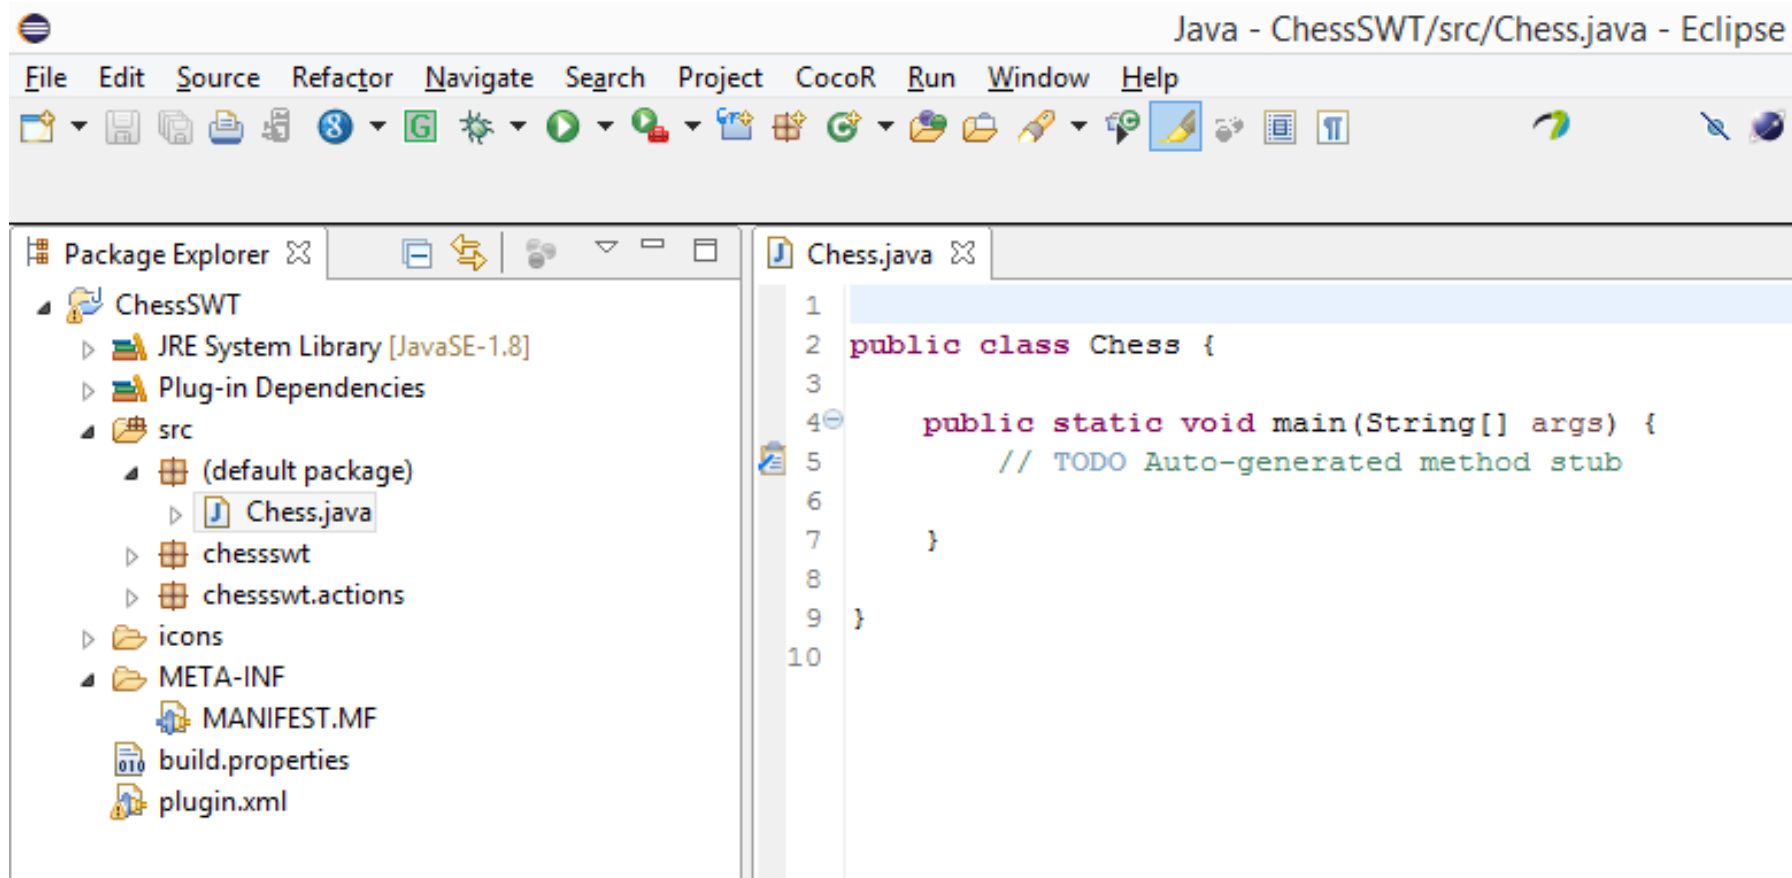 Java - ChessSWT/src/Chess.java - Eclipse
File Edit Source Refactor Navigate Search Project CocoR Run Window Help
8 G
Package Explorer
ChessSWT
JRE System Library [JavaSE-1.8]
Plug-in Dependencies
src
(default package)
Chess.java
chessswt
chessswt.actions
icons
META-INF
MANIFEST.MF
build.properties
plugin.xml
Chess.java
1
2 public class Chess {
3
4 public static void main(String[] args) {
5 // TODO Auto-generated method stub
6
7 }
8
9 }
10